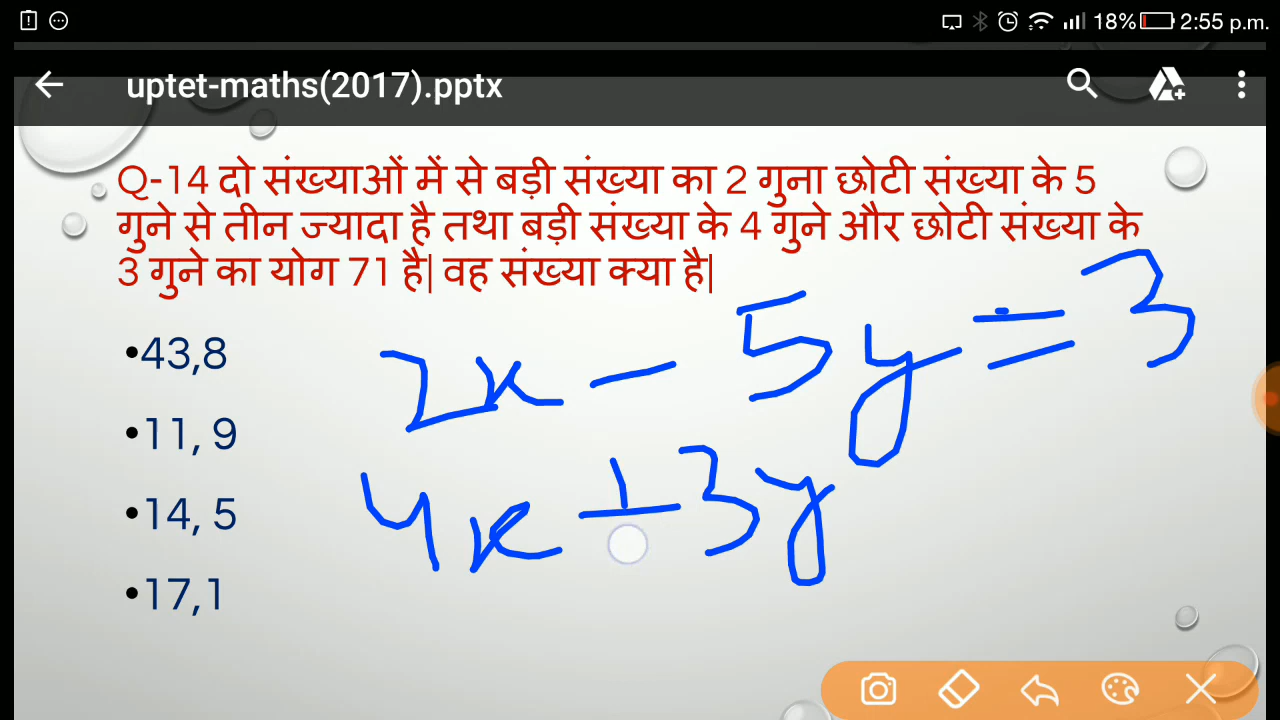 18% 2:55 p.m.
uptet-maths(2017).pptx
Q-14 दो संख्याओं में से बड़ी संख्या का 2 गुना छोटी संख्या के 5
गुने से तीन ज्यादा है तथा बड़ी संख्या के 4 गुने और छोटी संख्या के
3 गुने का योग 71 है| वह संख्या क्या है|
•43,8
•11, 9
•14, 5
•17,1
2x - 5y = 3
4x + 3y